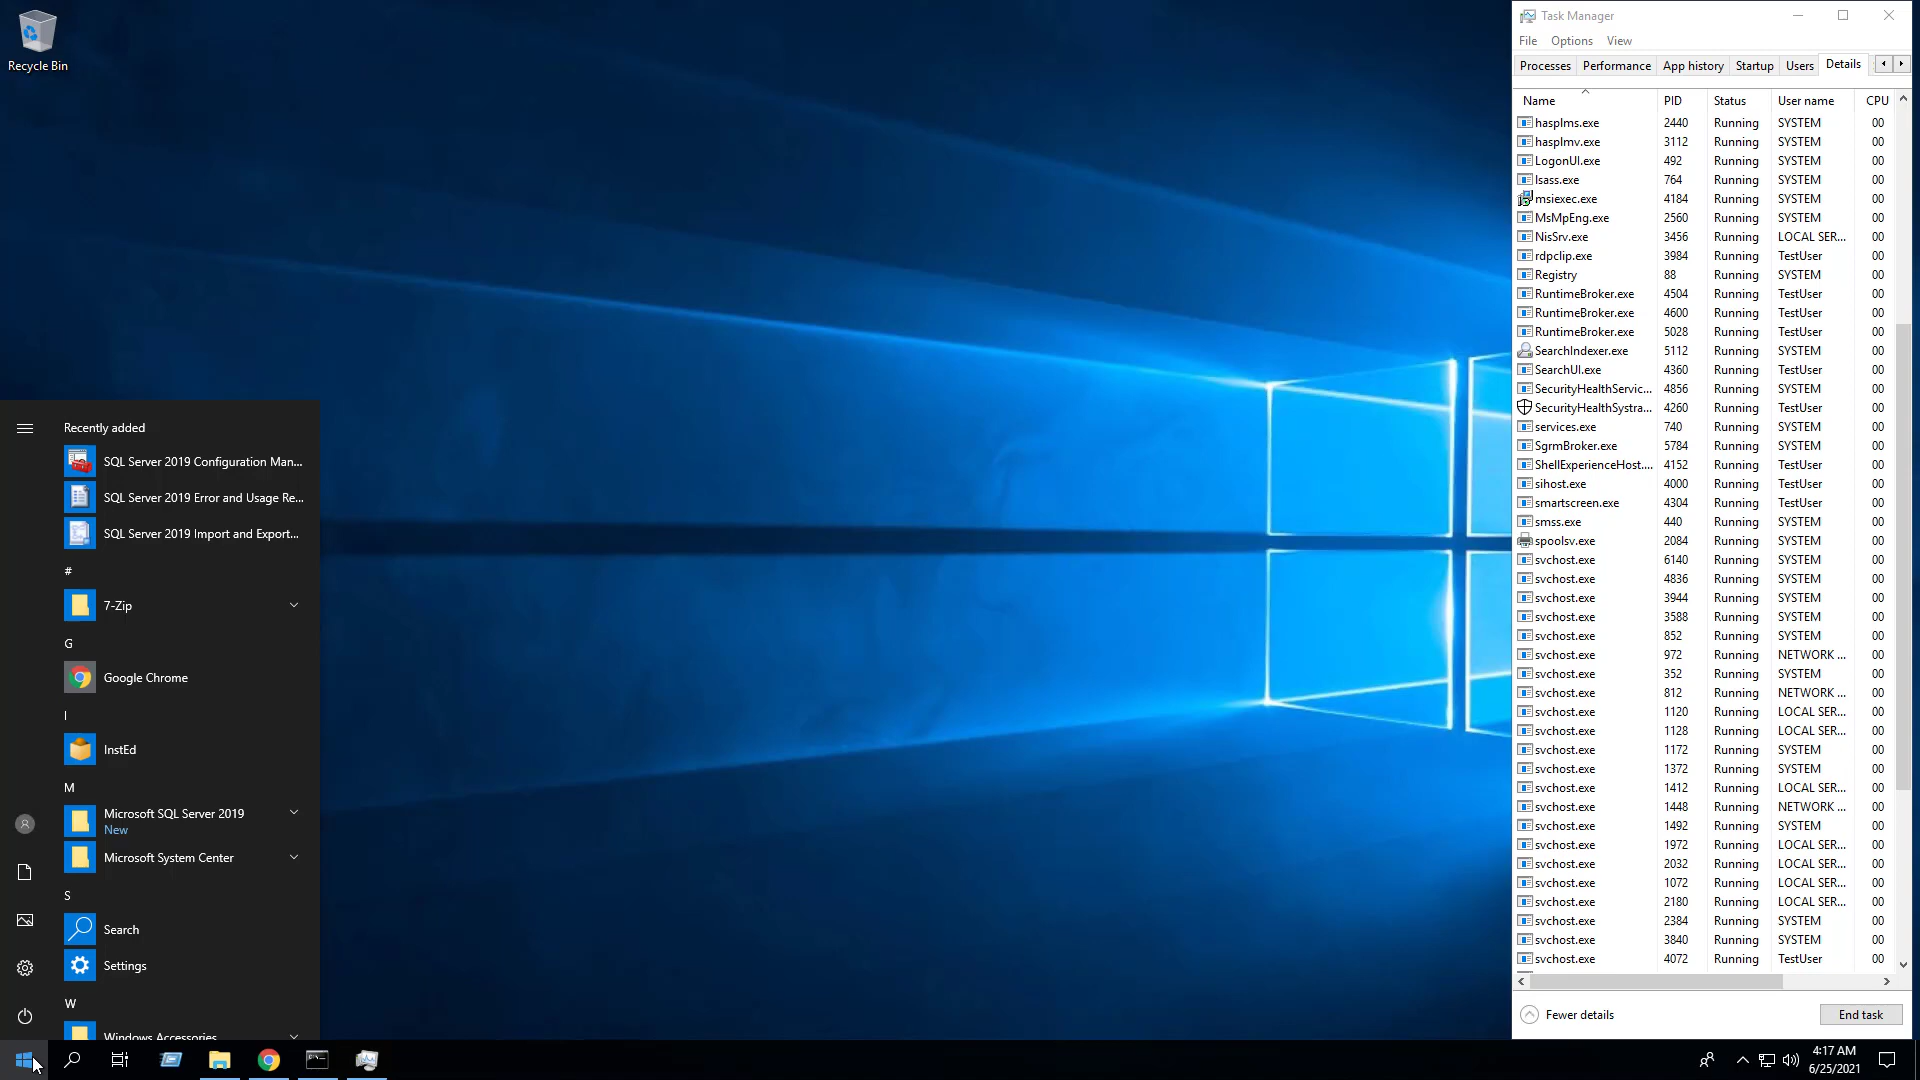 Recycle Bin
Recently added
SQL Server 2019 Configuration Man...
SQL Server 2019 Error and Usage Re...
SQL Server 2019 Import and Export...
#
7-Zip
G
Google Chrome
I
InstEd
M
Microsoft SQL Server 2019
New
Microsoft System Center
S
Search
Settings
W
Windows Accessories
Task Manager
File Options View
Processes Performance App history Startup Users Details
Name PID Status User name CPU
hasplms.exe 2440 Running SYSTEM 00
hasplmv.exe 3112 Running SYSTEM 00
LogonUI.exe 492 Running SYSTEM 00
lsass.exe 764 Running SYSTEM 00
msiexec.exe 4184 Running SYSTEM 00
MsMpEng.exe 2560 Running SYSTEM 00
NisSrv.exe 3456 Running LOCAL SER... 00
rdpclip.exe 3984 Running TestUser 00
Registry 88 Running SYSTEM 00
RuntimeBroker.exe 4504 Running TestUser 00
RuntimeBroker.exe 4600 Running TestUser 00
RuntimeBroker.exe 5028 Running TestUser 00
SearchIndexer.exe 5112 Running SYSTEM 00
SearchUI.exe 4360 Running TestUser 00
SecurityHealthServic... 4856 Running SYSTEM 00
SecurityHealthSystra... 4260 Running TestUser 00
services.exe 740 Running SYSTEM 00
SgrmBroker.exe 5784 Running SYSTEM 00
ShellExperienceHost.... 4152 Running TestUser 00
sihost.exe 4000 Running TestUser 00
smartscreen.exe 4304 Running TestUser 00
smss.exe 440 Running SYSTEM 00
spoolsv.exe 2084 Running SYSTEM 00
svchost.exe 6140 Running SYSTEM 00
svchost.exe 4836 Running SYSTEM 00
svchost.exe 3944 Running SYSTEM 00
svchost.exe 3588 Running SYSTEM 00
svchost.exe 852 Running SYSTEM 00
svchost.exe 972 Running NETWORK ... 00
svchost.exe 352 Running SYSTEM 00
svchost.exe 812 Running NETWORK ... 00
svchost.exe 1120 Running LOCAL SER... 00
svchost.exe 1128 Running LOCAL SER... 00
svchost.exe 1172 Running SYSTEM 00
svchost.exe 1372 Running SYSTEM 00
svchost.exe 1412 Running LOCAL SER... 00
svchost.exe 1448 Running NETWORK ... 00
svchost.exe 1492 Running SYSTEM 00
svchost.exe 1972 Running LOCAL SER... 00
svchost.exe 2032 Running LOCAL SER... 00
svchost.exe 1072 Running LOCAL SER... 00
svchost.exe 2180 Running LOCAL SER... 00
svchost.exe 2384 Running SYSTEM 00
svchost.exe 3840 Running SYSTEM 00
svchost.exe 4072 Running TestUser 00
Fewer details End task
4:17 AM
6/25/2021